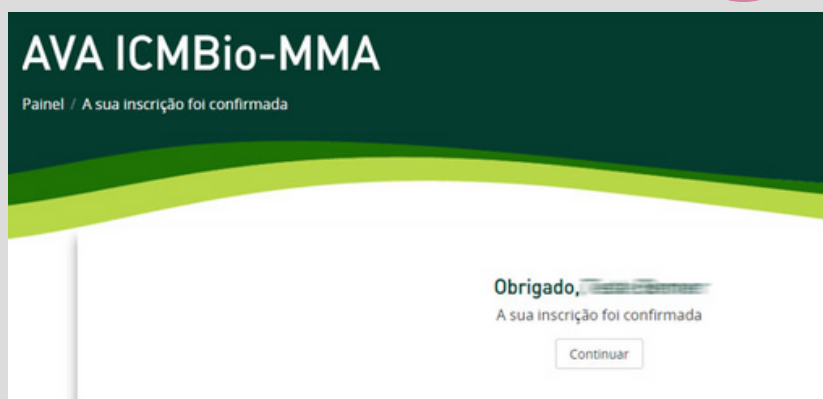 AVA ICMBio-MMA
Painel / A sua inscrição foi confirmada
Obrigado,
A sua inscrição foi confirmada
Continuar